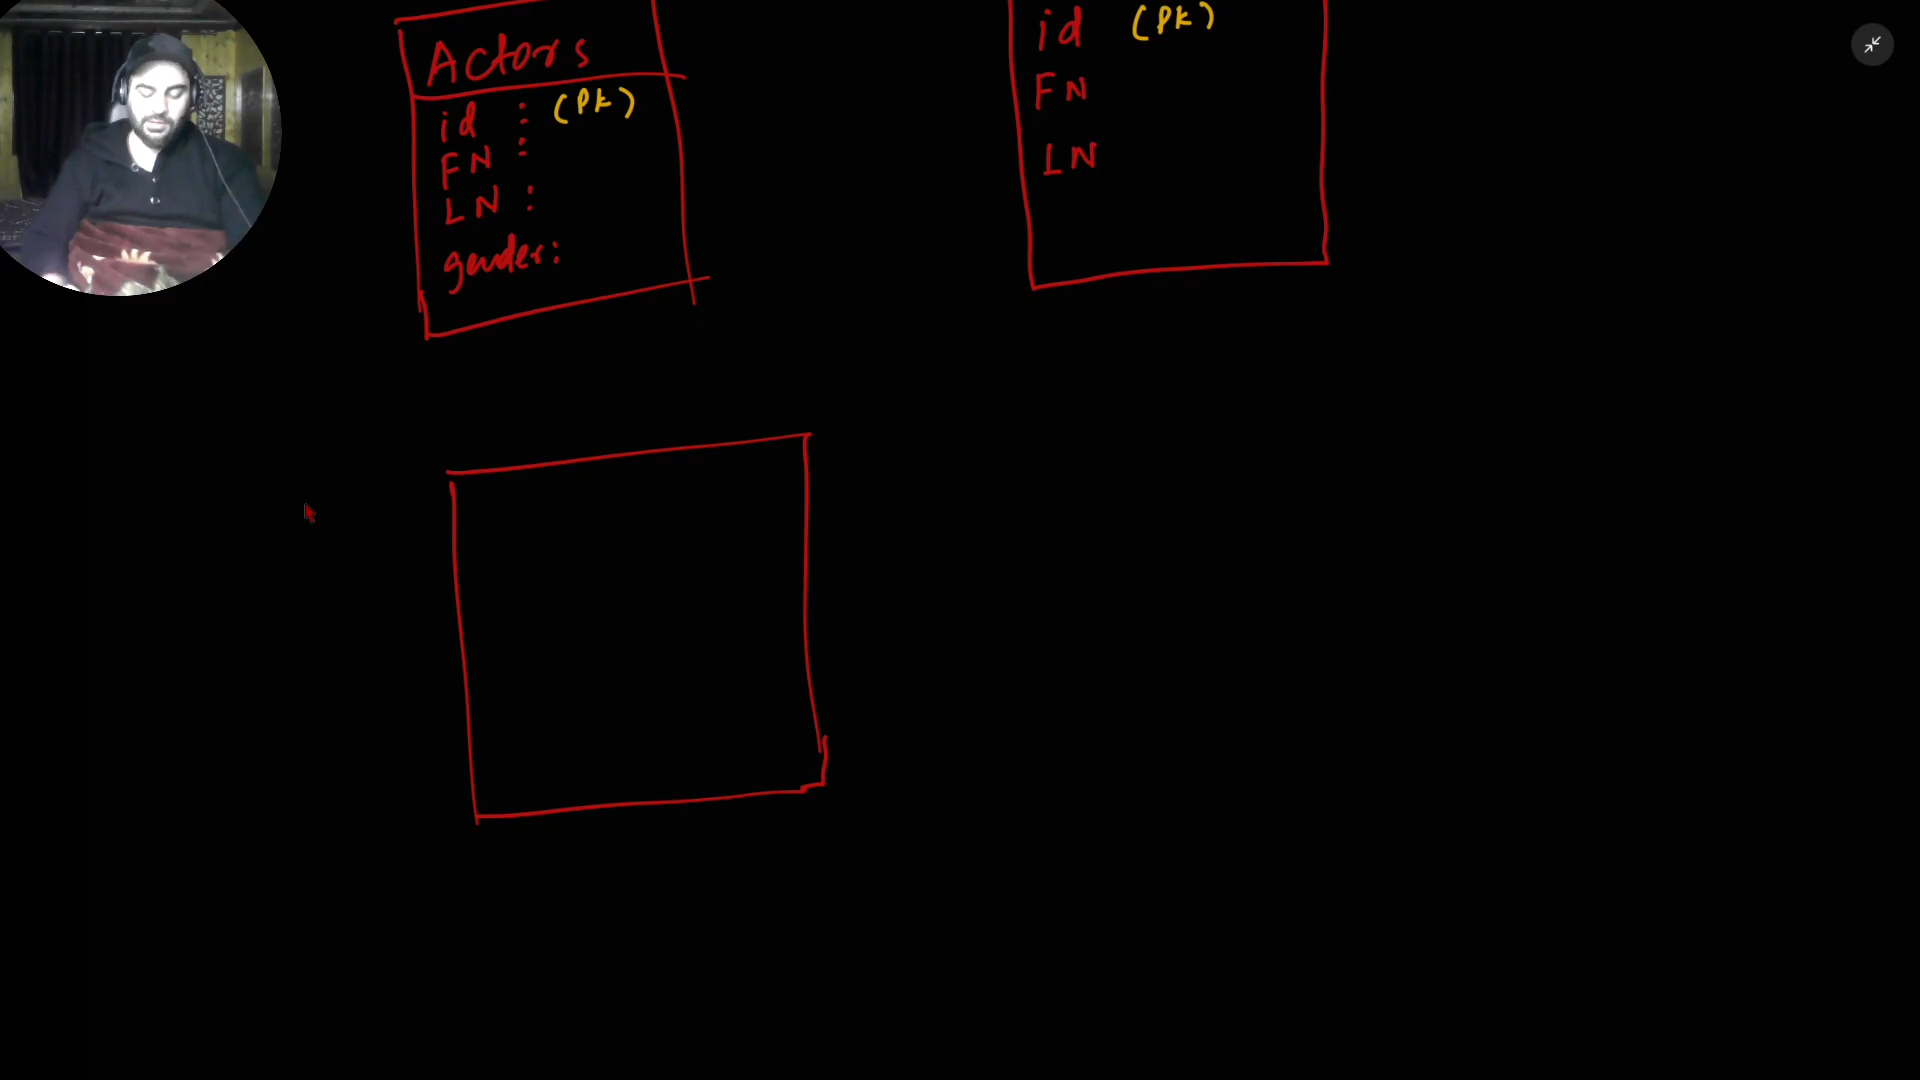 Actors
id : (PK)
FN :
LN :
gender:
id (PK)
FN
LN